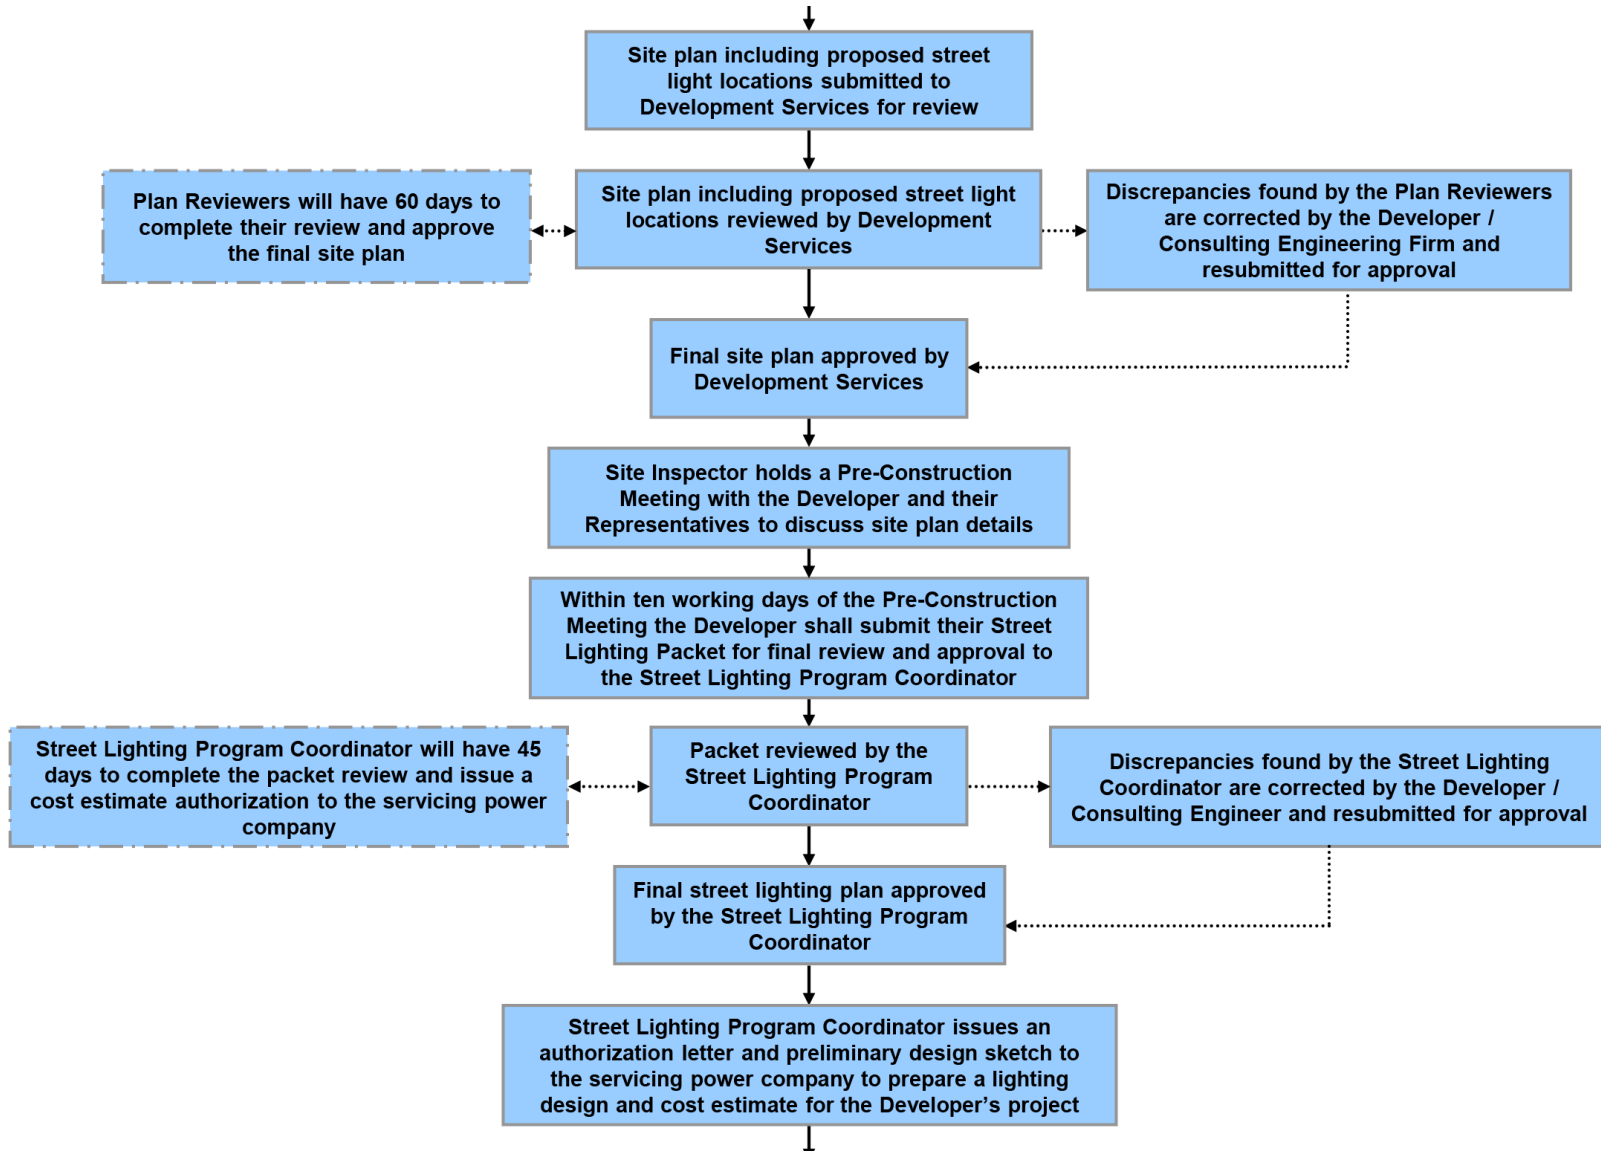 Site plan including proposed street
light locations submitted to
Development Services for review
Plan Reviewers will have 60 days to
complete their review and approve
the final site plan
Site plan including proposed street light
locations reviewed by Development
Services
Discrepancies found by the Plan Reviewers
are corrected by the Developer /
Consulting Engineering Firm and
resubmitted for approval
Final site plan approved by
Development Services
Site Inspector holds a Pre-Construction
Meeting with the Developer and their
Representatives to discuss site plan details
Within ten working days of the Pre-Construction
Meeting the Developer shall submit their Street
Lighting Packet for final review and approval to
the Street Lighting Program Coordinator
Street Lighting Program Coordinator will have 45
days to complete the packet review and issue a
cost estimate authorization to the servicing power
company
Packet reviewed by the
Street Lighting Program
Coordinator
Discrepancies found by the Street Lighting
Coordinator are corrected by the Developer /
Consulting Engineer and resubmitted for approval
Final street lighting plan approved
by the Street Lighting Program
Coordinator
Street Lighting Program Coordinator issues an
authorization letter and preliminary design sketch to
the servicing power company to prepare a lighting
design and cost estimate for the Developer’s project